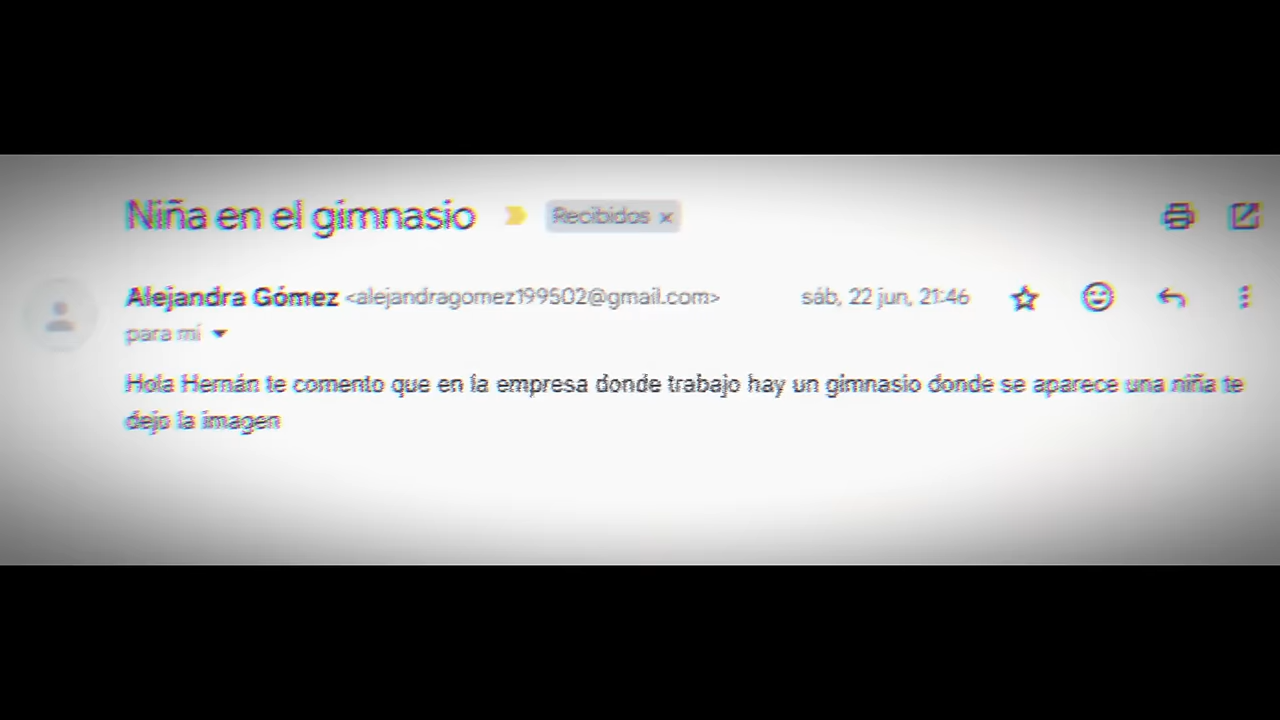 Niña en el gimnasio Recibidos x
Alejandra Gómez <alejandragomez199502@gmail.com> sáb, 22 jun, 21:46
para mí
Hola Hernán te comento que en la empresa donde trabajo hay un gimnasio donde se aparece una niña te
dejo la imagen